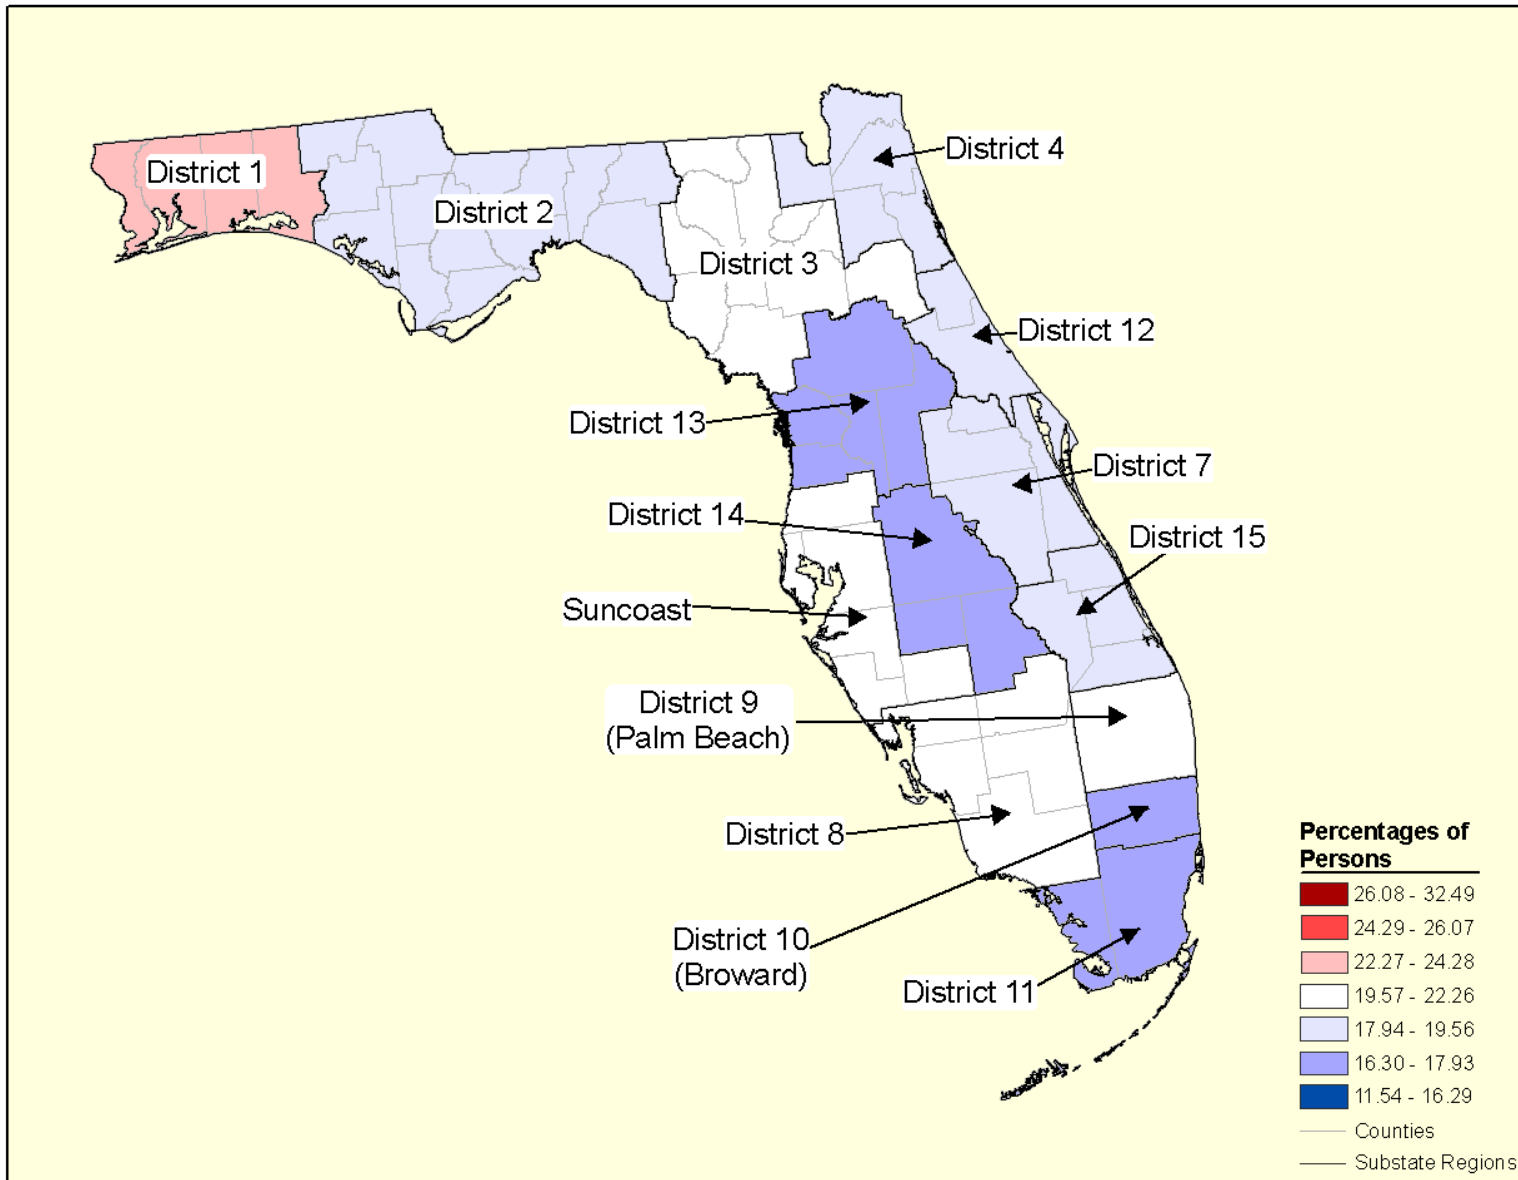 District 4
District 1
District 2
District 3
District 12
District 13
District 7
District 14
District 15
Suncoast
District 9
(Palm Beach)
District 8
District 10
(Broward)
District 11
Percentages of
Persons
26.08 - 32.49
24.29 - 26.07
22.27 - 24.28
19.57 - 22.26
17.94 - 19.56
16.30 - 17.93
11.54 - 16.29
Counties
Substate Regions